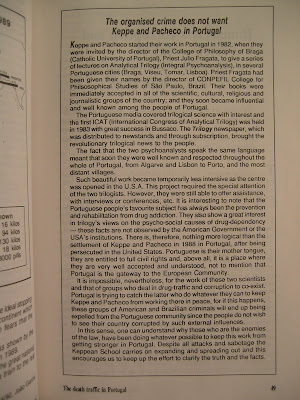 The organised crime does not want
Keppe and Pacheco in Portugal
Keppe and Pacheco started their work in Portugal in 1982, when they
were invited by the director of the College of Philosophy of Braga
(Catholic University of Portugal), Priest Julio Fragata, to give a series
of lectures on Analytical Trilogy (Integral Psychoanalysis), in several
Portuguese cities (Braga, Viseu, Tomar, Lisboa). Priest Fragata had
been given their names by the director of CONPEFIL, College for
Philosophical Studies of São Paulo, Brazil. Their books were
immediately accepted in all of the scientific, cultural, religious and
journalistic groups of the country, and they soon became influential
and well known among the people of Portugal.
The Portuguese media covered trilogical science with interest and
the first ICAT (International Congress of Analytical Trilogy) was held
in 1983 with great success in Bussaco. The Trilogy newspaper, which
was distributed to newstands and through subscription, brought the
revolutionary trilogical news to the people.
The fact that the two psychoanalysts speak the same language
meant that soon they were well known and respected throughout the
whole of Portugal, from Algarve and Lisbon to Porto, and the most
distant villages.
Such beautiful work became temporarily less intensive as the centre
was opened in the U.S.A. This project required the special attention
of the two trilogists. However, they were still able to offer assistance,
with interviews or conferences, etc. It is interesting to note that the
Portuguese people's favourite subject has always been the prevention
and rehabilitation from drug addiction. They also show a great interest
in trilogy's views on the psycho-social causes of drug-dependency
— these facts are not observed by the American Government or the
USA's institutions. There is, therefore, nothing more logical than the
settlement of Keppe and Pacheco in 1988 in Portugal, after being
persecuted in the United States. Portuguese is their mother tongue,
they are entitled to full civil rights and, above all, it is a place where
they are very well accepted and understood, not to mention that
Portugal is the gateway to the European Community.
It is impossible, nevertheless, for the work of these two scientists
and that of groups who deal in drug-traffic and corruption to co-exist.
Portugal is trying to catch the latter who do whatever they can to keep
Keppe and Pacheco from working there in peace, for if this happens,
these groups of American and Brazilian criminals will end up being
expelled from the Portuguese community since the people do not wish
to see their country corrupted by such external influences.
In this sense, one can understand why those who are the enemies
of the law, have been doing whatever possible to keep this work from
getting stronger in Portugal. Despite all attacks and sabotage the
Keppean School carries on expanding and spreading out and this
encourages us to keep up the effort to clarify the truth and the facts.
The death traffic in Portugal
49